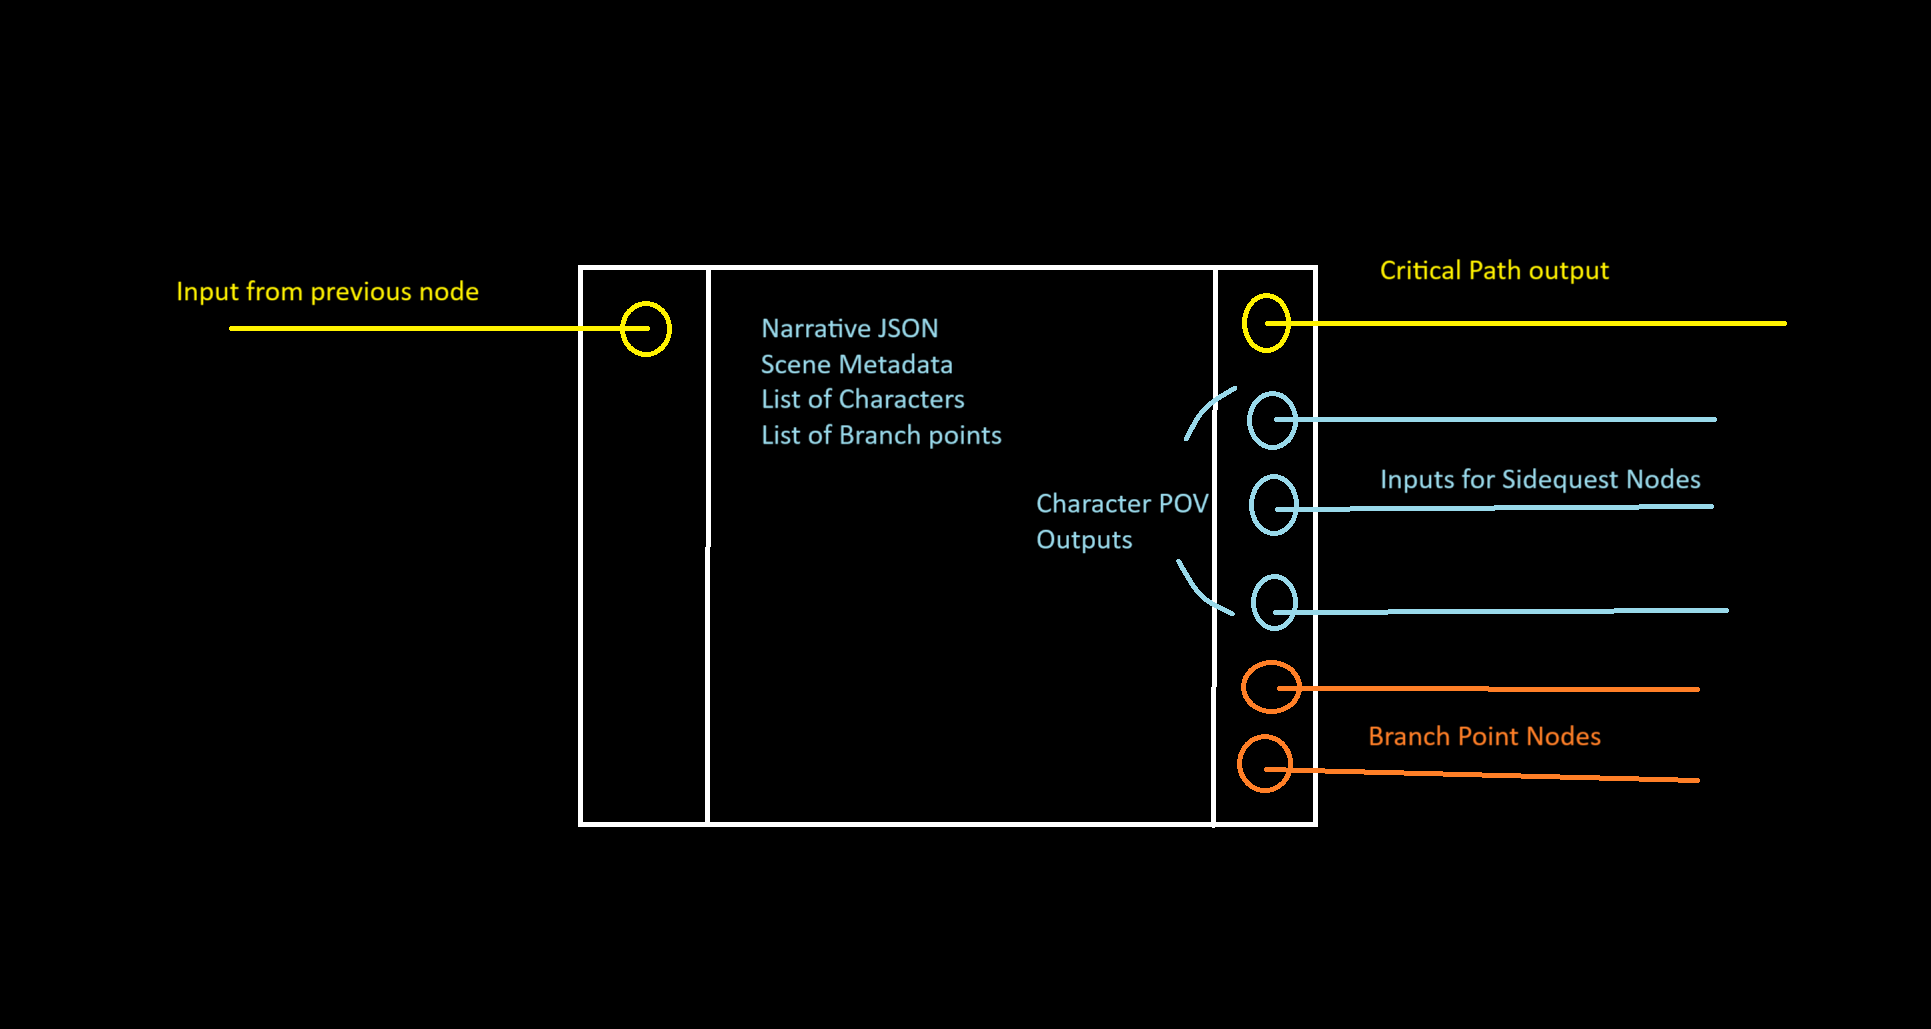 Input from previous node
Critical Path output
Narrative JSON
Scene Metadata
List of Characters
List of Branch points
Character POV
Outputs
Inputs for Sidequest Nodes
Branch Point Nodes